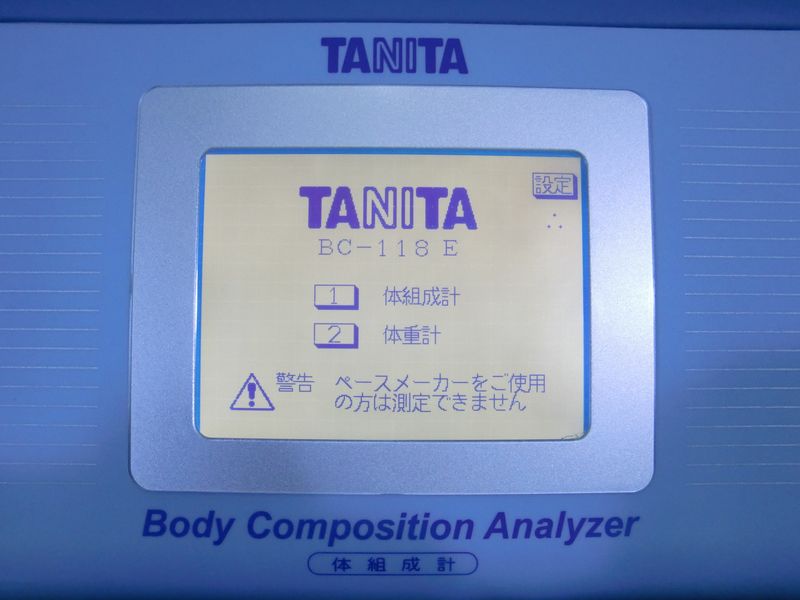 TANITA
設定
TANITA
BC-118E
1 体組成計
2 体重計
警告 ペースメーカーをご使用
の方は測定できません
Body Composition Analyzer
体組成計